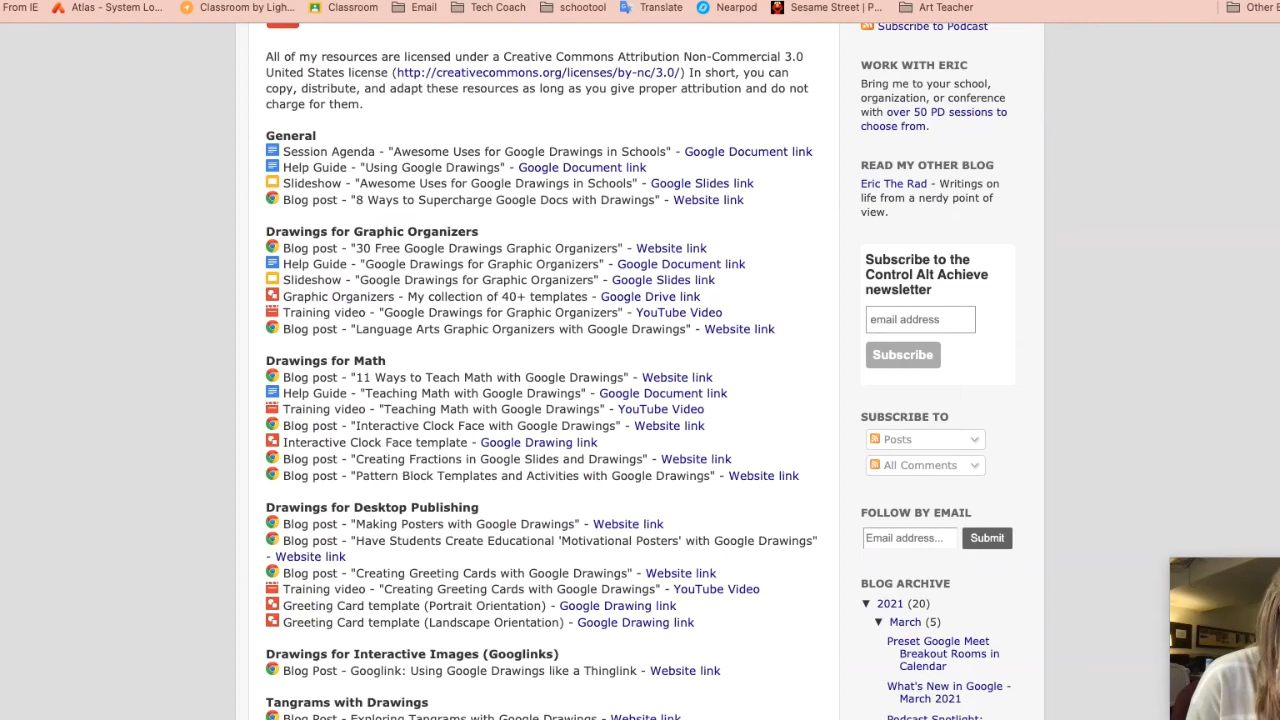 From IE
Atlas - System Lo...
Classroom by Ligh...
Classroom
Email
Tech Coach
schootool
Translate
Nearpod
Sesame Street | P...
Art Teacher
Other B
All of my resources are licensed under a Creative Commons Attribution Non-Commercial 3.0
United States license (http://creativecommons.org/licenses/by-nc/3.0/) In short, you can
copy, distribute, and adapt these resources as long as you give proper attribution and do not
charge for them.
General
Session Agenda - "Awesome Uses for Google Drawings in Schools" - Google Document link
Help Guide - "Using Google Drawings" - Google Document link
Slideshow - "Awesome Uses for Google Drawings in Schools" - Google Slides link
Blog post - "8 Ways to Supercharge Google Docs with Drawings" - Website link
Drawings for Graphic Organizers
Blog post - "30 Free Google Drawings Graphic Organizers" - Website link
Help Guide - "Google Drawings for Graphic Organizers" - Google Document link
Slideshow - "Google Drawings for Graphic Organizers" - Google Slides link
Graphic Organizers - My collection of 40+ templates - Google Drive link
Training video - "Google Drawings for Graphic Organizers" - YouTube Video
Blog post - "Language Arts Graphic Organizers with Google Drawings" - Website link
Drawings for Math
Blog post - "11 Ways to Teach Math with Google Drawings" - Website link
Help Guide - "Teaching Math with Google Drawings" - Google Document link
Training video - "Teaching Math with Google Drawings" - YouTube Video
Blog post - "Interactive Clock Face with Google Drawings" - Website link
Interactive Clock Face template - Google Drawing link
Blog post - "Creating Fractions in Google Slides and Drawings" - Website link
Blog post - "Pattern Block Templates and Activities with Google Drawings" - Website link
Drawings for Desktop Publishing
Blog post - "Making Posters with Google Drawings" - Website link
Blog post - "Have Students Create Educational 'Motivational Posters' with Google Drawings"
- Website link
Blog post - "Creating Greeting Cards with Google Drawings" - Website link
Training video - "Creating Greeting Cards with Google Drawings" - YouTube Video
Greeting Card template (Portrait Orientation) - Google Drawing link
Greeting Card template (Landscape Orientation) - Google Drawing link
Drawings for Interactive Images (Googlinks)
Blog Post - Googlink: Using Google Drawings like a Thinglink - Website link
Tangrams with Drawings
Blog Post - Exploring Tangrams with Google Drawings - Website link
Subscribe to Podcast
WORK WITH ERIC
Bring me to your school,
organization, or conference
with over 50 PD sessions to
choose from.
READ MY OTHER BLOG
Eric The Rad - Writings on
life from a nerdy point of
view.
Subscribe to the
Control Alt Achieve
newsletter
email address
Subscribe
SUBSCRIBE TO
Posts
All Comments
FOLLOW BY EMAIL
Email address...
Submit
BLOG ARCHIVE
▼ 2021 (20)
▼ March (5)
Preset Google Meet
Breakout Rooms in
Calendar
What's New in Google -
March 2021
Podcast Spotlight: